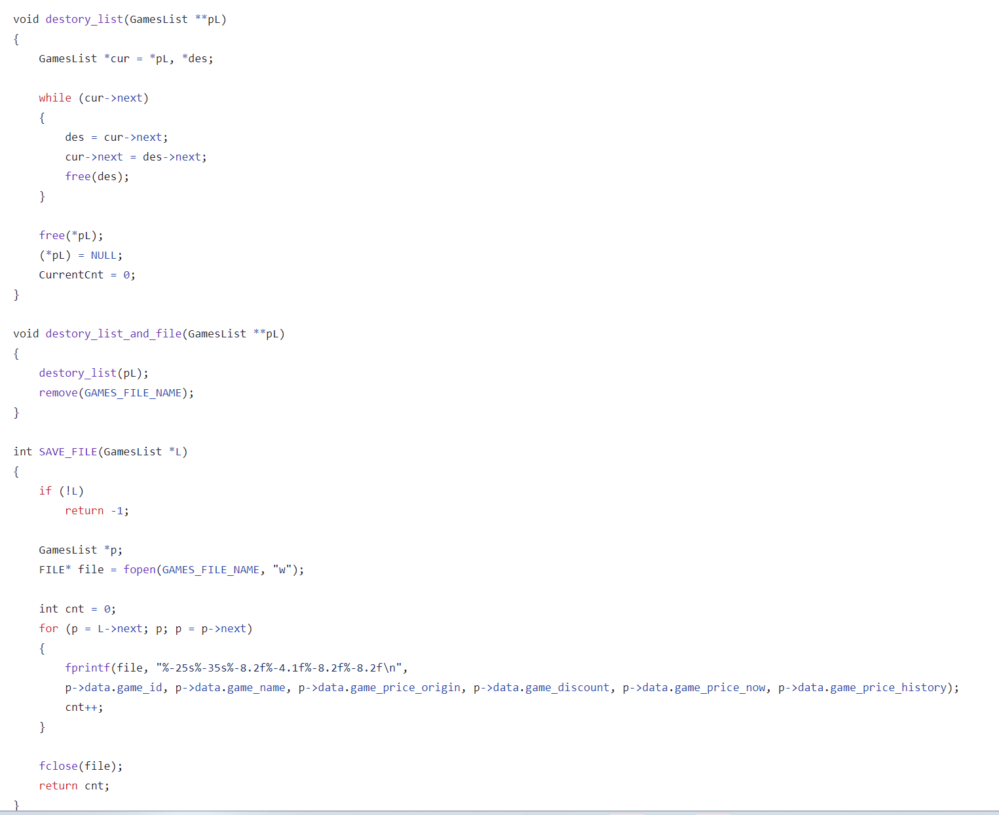 void destory_list(GamesList **pL)
{
    GamesList *cur = *pL, *des;

    while (cur->next)
    {
        des = cur->next;
        cur->next = des->next;
        free(des);
    }

    free(*pL);
    (*pL) = NULL;
    CurrentCnt = 0;
}

void destory_list_and_file(GamesList **pL)
{
    destory_list(pL);
    remove(GAMES_FILE_NAME);
}

int SAVE_FILE(GamesList *L)
{
    if (!L)
        return -1;

    GamesList *p;
    FILE* file = fopen(GAMES_FILE_NAME, "w");

    int cnt = 0;
    for (p = L->next; p; p = p->next)
    {
        fprintf(file, "%-25s%-35s%-8.2f%-4.1f%-8.2f%-8.2f\n",
        p->data.game_id, p->data.game_name, p->data.game_price_origin, p->data.game_discount, p->data.game_price_now, p->data.game_price_history);
        cnt++;
    }

    fclose(file);
    return cnt;
}